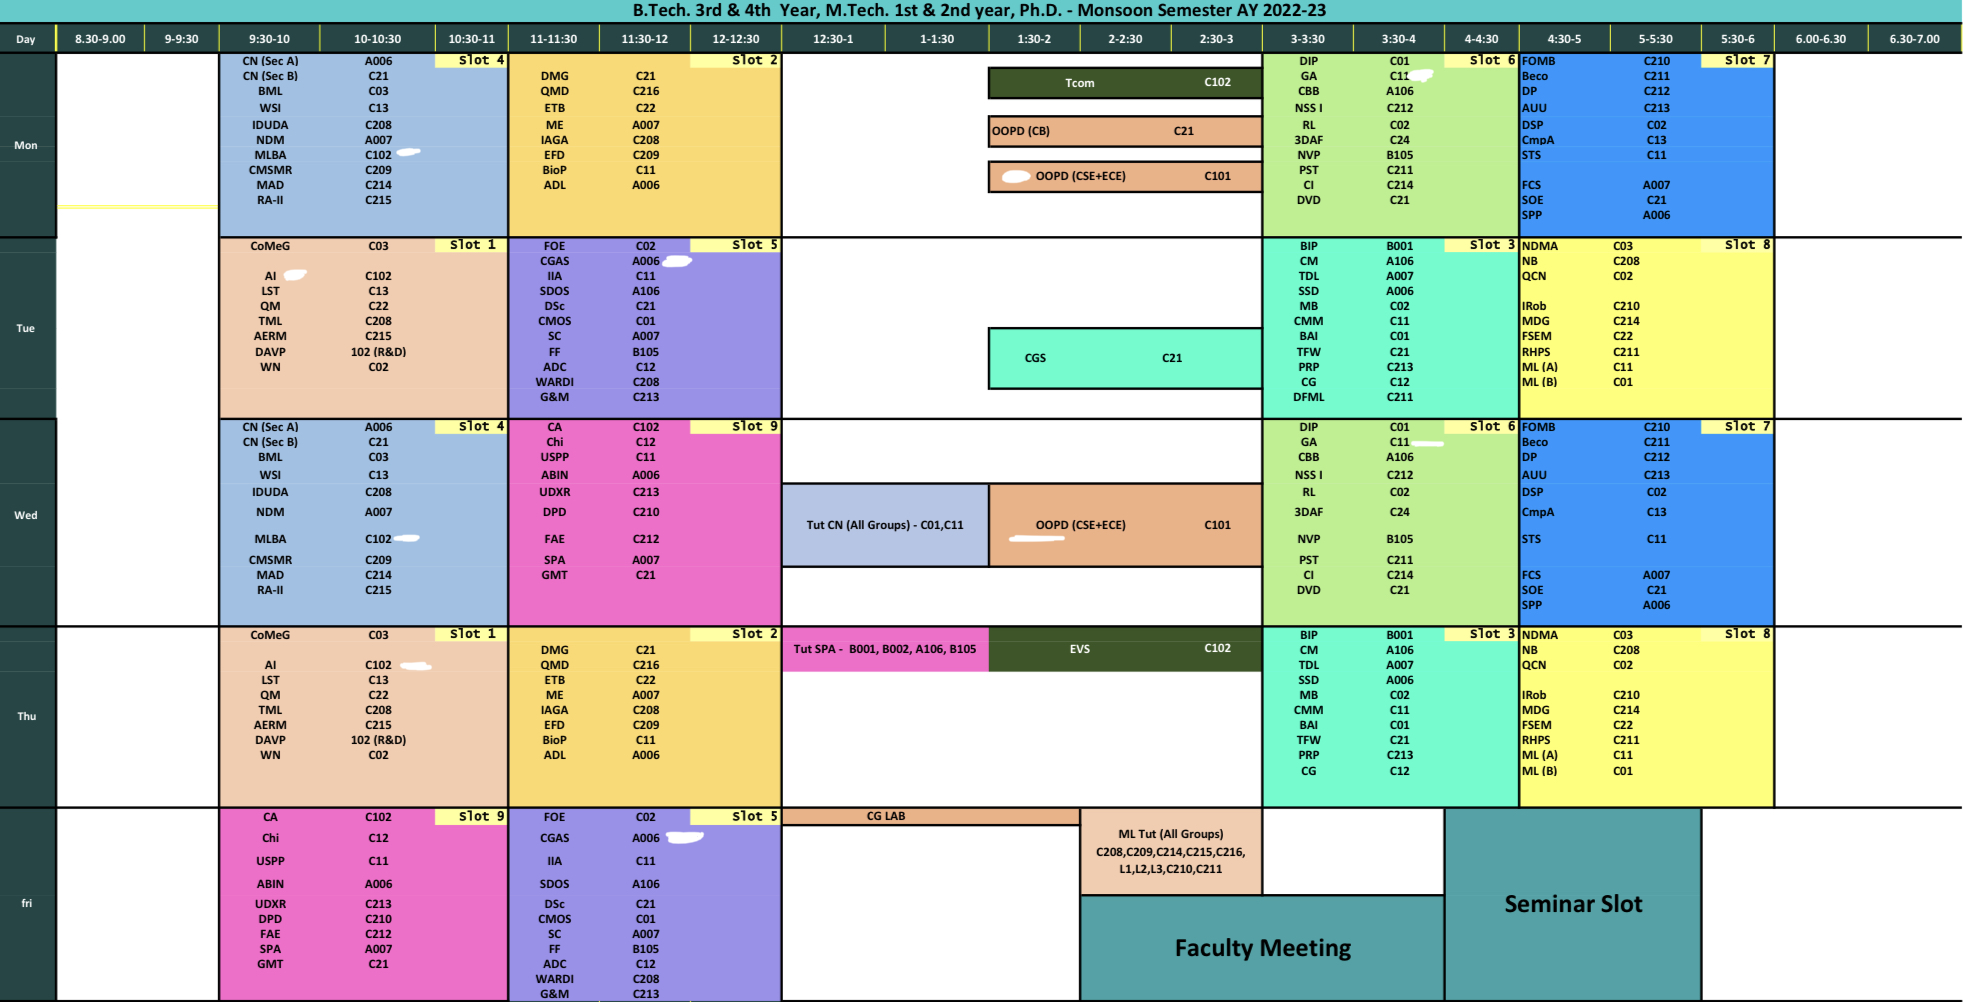 B.Tech. 3rd & 4th Year, M.Tech. 1st & 2nd year, Ph.D. - Monsoon Semester AY 2022-23
Day 8.30-9.00 9-9:30 9:30-10 10-10:30 10:30-11 11-11:30 11:30-12 12-12:30 12:30-1 1-1:30 1:30-2 2-2:30 2:30-3 3-3:30 3:30-4 4-4:30 4:30-5 5-5:30 5:30-6 6.00-6.30 6.30-7.00
Mon
CN (Sec A) A006 Slot 4
CN (Sec B) C21
BML C03
WSI C13
IDUDA C208
NDM A007
MLBA C102
CMSMR C209
MAD C214
RA-II C215
Slot 2
DMG C21
QMD C216
ETB C22
ME A007
IAGA C208
EFD C209
BioP C11
ADL A006
Tcom C102
OOPD (CB) C21
OOPD (CSE+ECE) C101
DIP C01 Slot 6
GA C11
CBB A106
NSS I C212
RL C02
3DAF C24
NVP B105
PST C211
CI C214
DVD C21
FOMB C210 Slot 7
Beco C211
DP C212
AUU C213
DSP C02
CmpA C13
STS C11
FCS A007
SOE C21
SPP A006
Tue
CoMeG C03 Slot 1
AI C102
LST C13
QM C22
TML C208
AERM C215
DAVP 102 (R&D)
WN C02
FOE C02 Slot 5
CGAS A006
IIA C11
SDOS A106
DSc C21
CMOS C01
SC A007
FF B105
ADC C12
WARDI C208
G&M C213
CGS C21
BIP B001 Slot 3
CM A106
TDL A007
SSD A006
MB C02
CMM C11
BAI C01
TFW C21
PRP C213
CG C12
DFML C211
NDMA C03 Slot 8
NB C208
QCN C02
IRob C210
MDG C214
FSEM C22
RHPS C211
ML (A) C11
ML (B) C01
Wed
CN (Sec A) A006 Slot 4
CN (Sec B) C21
BML C03
WSI C13
IDUDA C208
NDM A007
MLBA C102
CMSMR C209
MAD C214
RA-II C215
CA C102 Slot 9
Chi C12
USPP C11
ABIN A006
UDXR C213
DPD C210
FAE C212
SPA A007
GMT C21
Tut CN (All Groups) - C01,C11
OOPD (CSE+ECE) C101
DIP C01 Slot 6
GA C11
CBB A106
NSS I C212
RL C02
3DAF C24
NVP B105
PST C211
CI C214
DVD C21
FOMB C210 Slot 7
Beco C211
DP C212
AUU C213
DSP C02
CmpA C13
STS C11
FCS A007
SOE C21
SPP A006
Thu
CoMeG C03 Slot 1
AI C102
LST C13
QM C22
TML C208
AERM C215
DAVP 102 (R&D)
WN C02
Slot 2
DMG C21
QMD C216
ETB C22
ME A007
IAGA C208
EFD C209
BioP C11
ADL A006
Tut SPA - B001, B002, A106, B105
EVS C102
BIP B001 Slot 3
CM A106
TDL A007
SSD A006
MB C02
CMM C11
BAI C01
TFW C21
PRP C213
CG C12
NDMA C03 Slot 8
NB C208
QCN C02
IRob C210
MDG C214
FSEM C22
RHPS C211
ML (A) C11
ML (B) C01
fri
CA C102 Slot 9
Chi C12
USPP C11
ABIN A006
UDXR C213
DPD C210
FAE C212
SPA A007
GMT C21
FOE C02 Slot 5
CGAS A006
IIA C11
SDOS A106
DSc C21
CMOS C01
SC A007
FF B105
ADC C12
WARDI C208
G&M C213
CG LAB
ML Tut (All Groups)
C208,C209,C214,C215,C216,
L1,L2,L3,C210,C211
Faculty Meeting
Seminar Slot